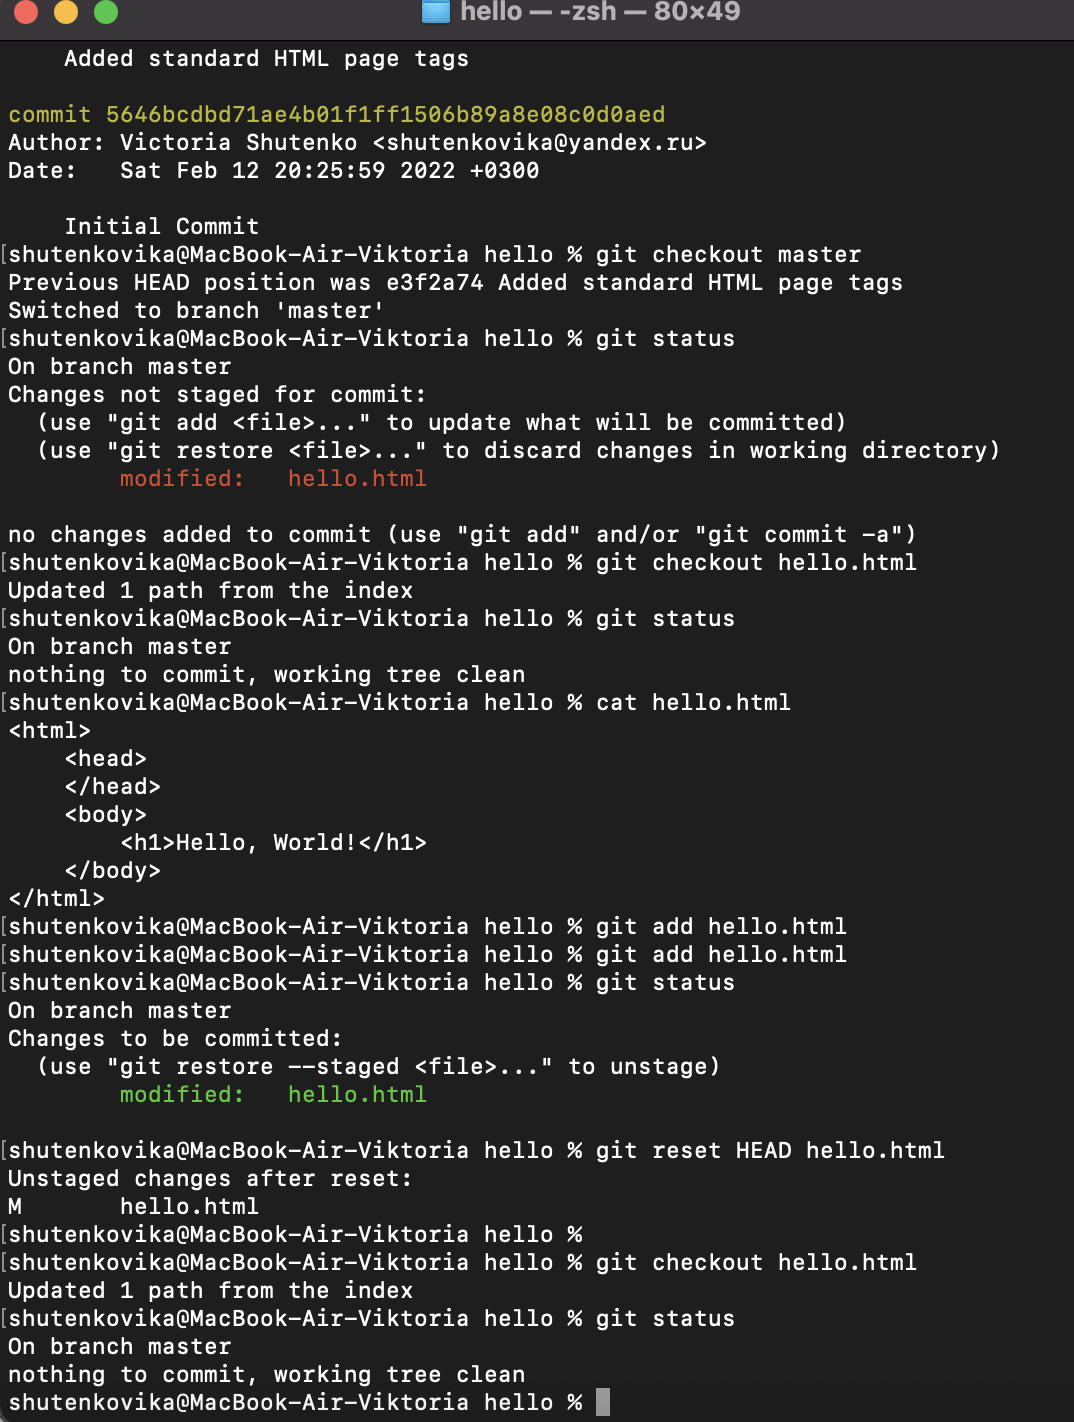 hello — -zsh — 80×49
Added standard HTML page tags
commit 5646bcdbd71ae4b01f1ff1506b89a8e08c0d0aed
Author: Victoria Shutenko <shutenkovika@yandex.ru>
Date:   Sat Feb 12 20:25:59 2022 +0300
Initial Commit
[shutenkovika@MacBook-Air-Viktoria hello % git checkout master
Previous HEAD position was e3f2a74 Added standard HTML page tags
Switched to branch 'master'
[shutenkovika@MacBook-Air-Viktoria hello % git status
On branch master
Changes not staged for commit:
  (use "git add <file>..." to update what will be committed)
  (use "git restore <file>..." to discard changes in working directory)
        modified:   hello.html
no changes added to commit (use "git add" and/or "git commit -a")
[shutenkovika@MacBook-Air-Viktoria hello % git checkout hello.html
Updated 1 path from the index
[shutenkovika@MacBook-Air-Viktoria hello % git status
On branch master
nothing to commit, working tree clean
[shutenkovika@MacBook-Air-Viktoria hello % cat hello.html
<html>
    <head>
    </head>
    <body>
        <h1>Hello, World!</h1>
    </body>
</html>
[shutenkovika@MacBook-Air-Viktoria hello % git add hello.html
[shutenkovika@MacBook-Air-Viktoria hello % git add hello.html
[shutenkovika@MacBook-Air-Viktoria hello % git status
On branch master
Changes to be committed:
  (use "git restore --staged <file>..." to unstage)
        modified:   hello.html
[shutenkovika@MacBook-Air-Viktoria hello % git reset HEAD hello.html
Unstaged changes after reset:
M       hello.html
[shutenkovika@MacBook-Air-Viktoria hello %
[shutenkovika@MacBook-Air-Viktoria hello % git checkout hello.html
Updated 1 path from the index
[shutenkovika@MacBook-Air-Viktoria hello % git status
On branch master
nothing to commit, working tree clean
shutenkovika@MacBook-Air-Viktoria hello %